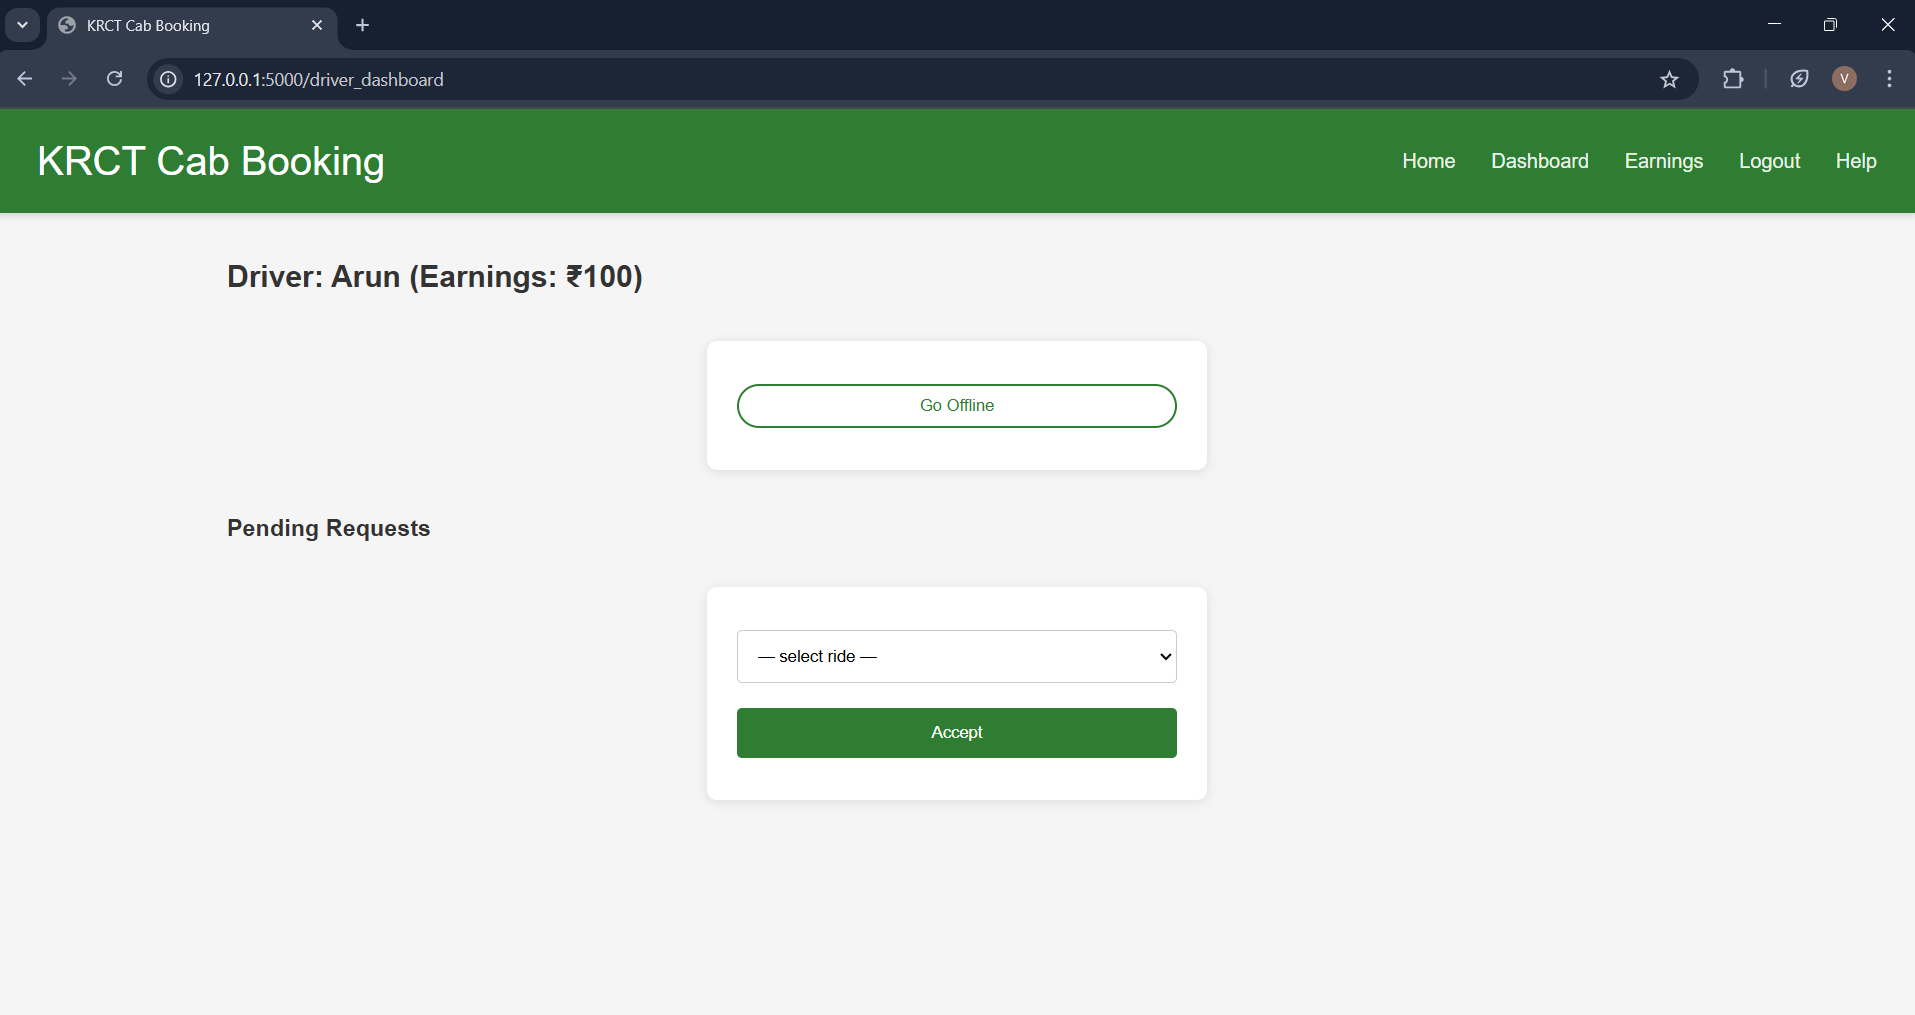 KRCT Cab Booking
127.0.0.1:5000/driver_dashboard
V
KRCT Cab Booking
Home Dashboard Earnings Logout Help
Driver: Arun (Earnings: ₹100)
Go Offline
Pending Requests
— select ride —
Accept